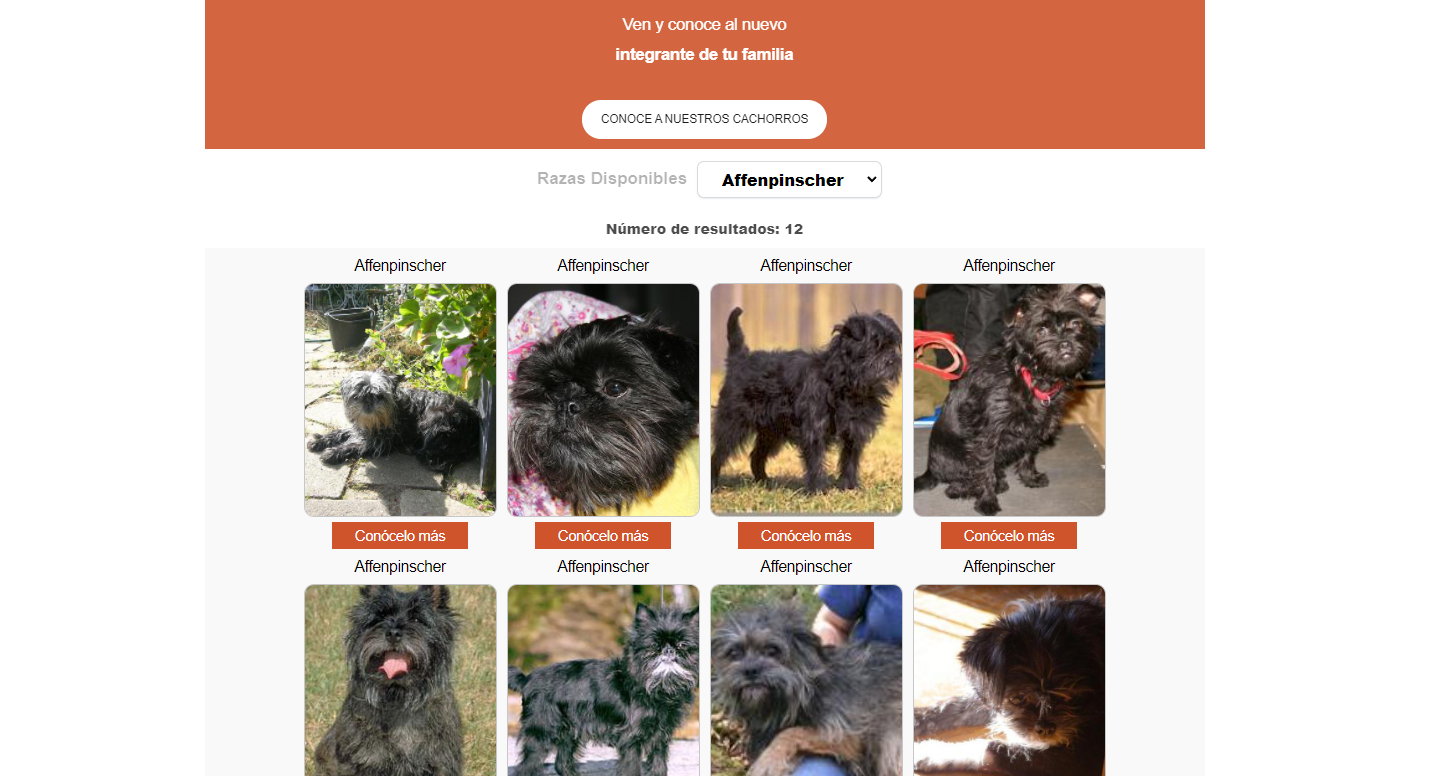 Ven y conoce al nuevo
integrante de tu familia
CONOCE A NUESTROS CACHORROS
Razas Disponibles Affenpinscher
Número de resultados: 12
Affenpinscher Affenpinscher Affenpinscher Affenpinscher
Conócelo más Conócelo más Conócelo más Conócelo más
Affenpinscher Affenpinscher Affenpinscher Affenpinscher